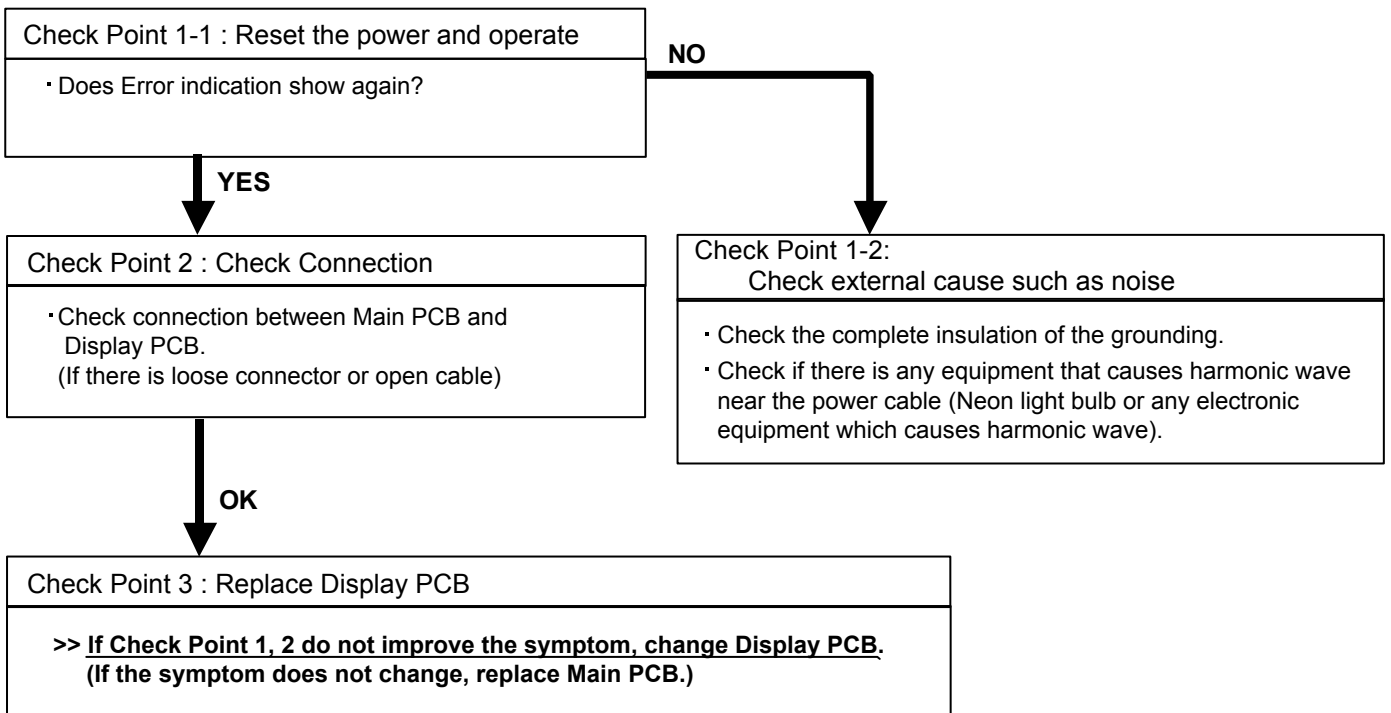 Check Point 1-1 : Reset the power and operate
・Does Error indication show again?
NO
YES
Check Point 2 : Check Connection
・Check connection between Main PCB and
Display PCB.
(If there is loose connector or open cable)
Check Point 1-2:
Check external cause such as noise
・Check the complete insulation of the grounding.
・Check if there is any equipment that causes harmonic wave
near the power cable (Neon light bulb or any electronic
equipment which causes harmonic wave).
OK
Check Point 3 : Replace Display PCB
>> If Check Point 1, 2 do not improve the symptom, change Display PCB.
(If the symptom does not change, replace Main PCB.)